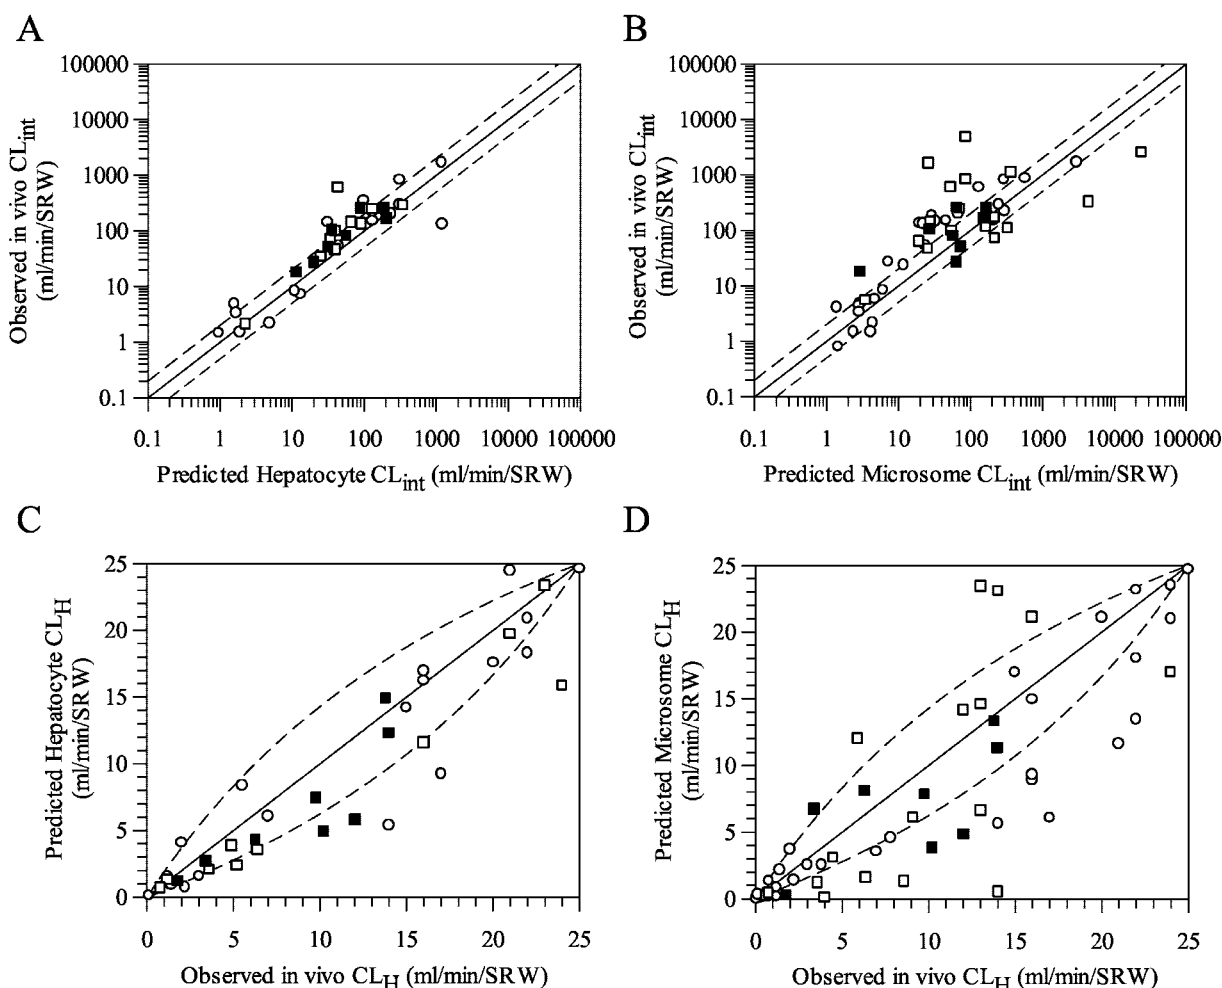 A
B
100000
10000
1000
100
10
1
0.1
Observed in vivo CLint
(ml/min/SRW)
0.1 1 10 100 1000 10000 100000
Predicted Hepatocyte CLint (ml/min/SRW)
100000
10000
1000
100
10
1
0.1
Observed in vivo CLint
(ml/min/SRW)
0.1 1 10 100 1000 10000 100000
Predicted Microsome CLint (ml/min/SRW)
C
D
25
20
15
10
5
0
Predicted Hepatocyte CLH
(ml/min/SRW)
0 5 10 15 20 25
Observed in vivo CLH (ml/min/SRW)
25
20
15
10
5
0
Predicted Microsome CLH
(ml/min/SRW)
0 5 10 15 20 25
Observed in vivo CLH (ml/min/SRW)